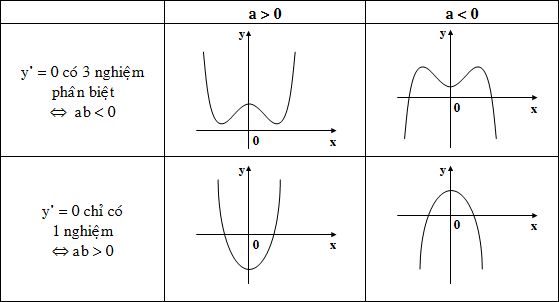 a > 0
a < 0
y' = 0 có 3 nghiệm
phân biệt
⇔ ab < 0
y
0
x
y
0
x
y' = 0 chỉ có
1 nghiệm
⇔ ab > 0
y
0
x
y
0
x